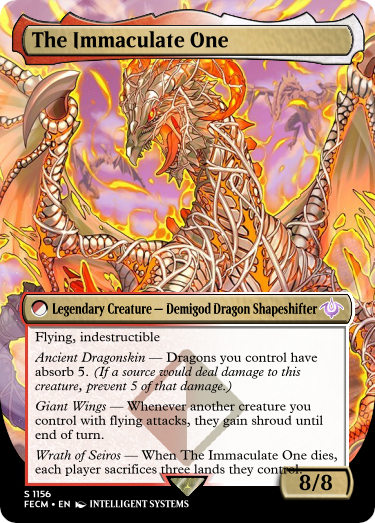 The Immaculate One
Legendary Creature — Demigod Dragon Shapeshifter
Flying, indestructible
Ancient Dragonskin — Dragons you control have
absorb 5. (If a source would deal damage to this
creature, prevent 5 of that damage.)
Giant Wings — Whenever another creature you
control with flying attacks, they gain shroud until
end of turn.
Wrath of Seiros — When The Immaculate One dies,
each player sacrifices three lands they control.
8/8
S 1156
FECM • EN INTELLIGENT SYSTEMS